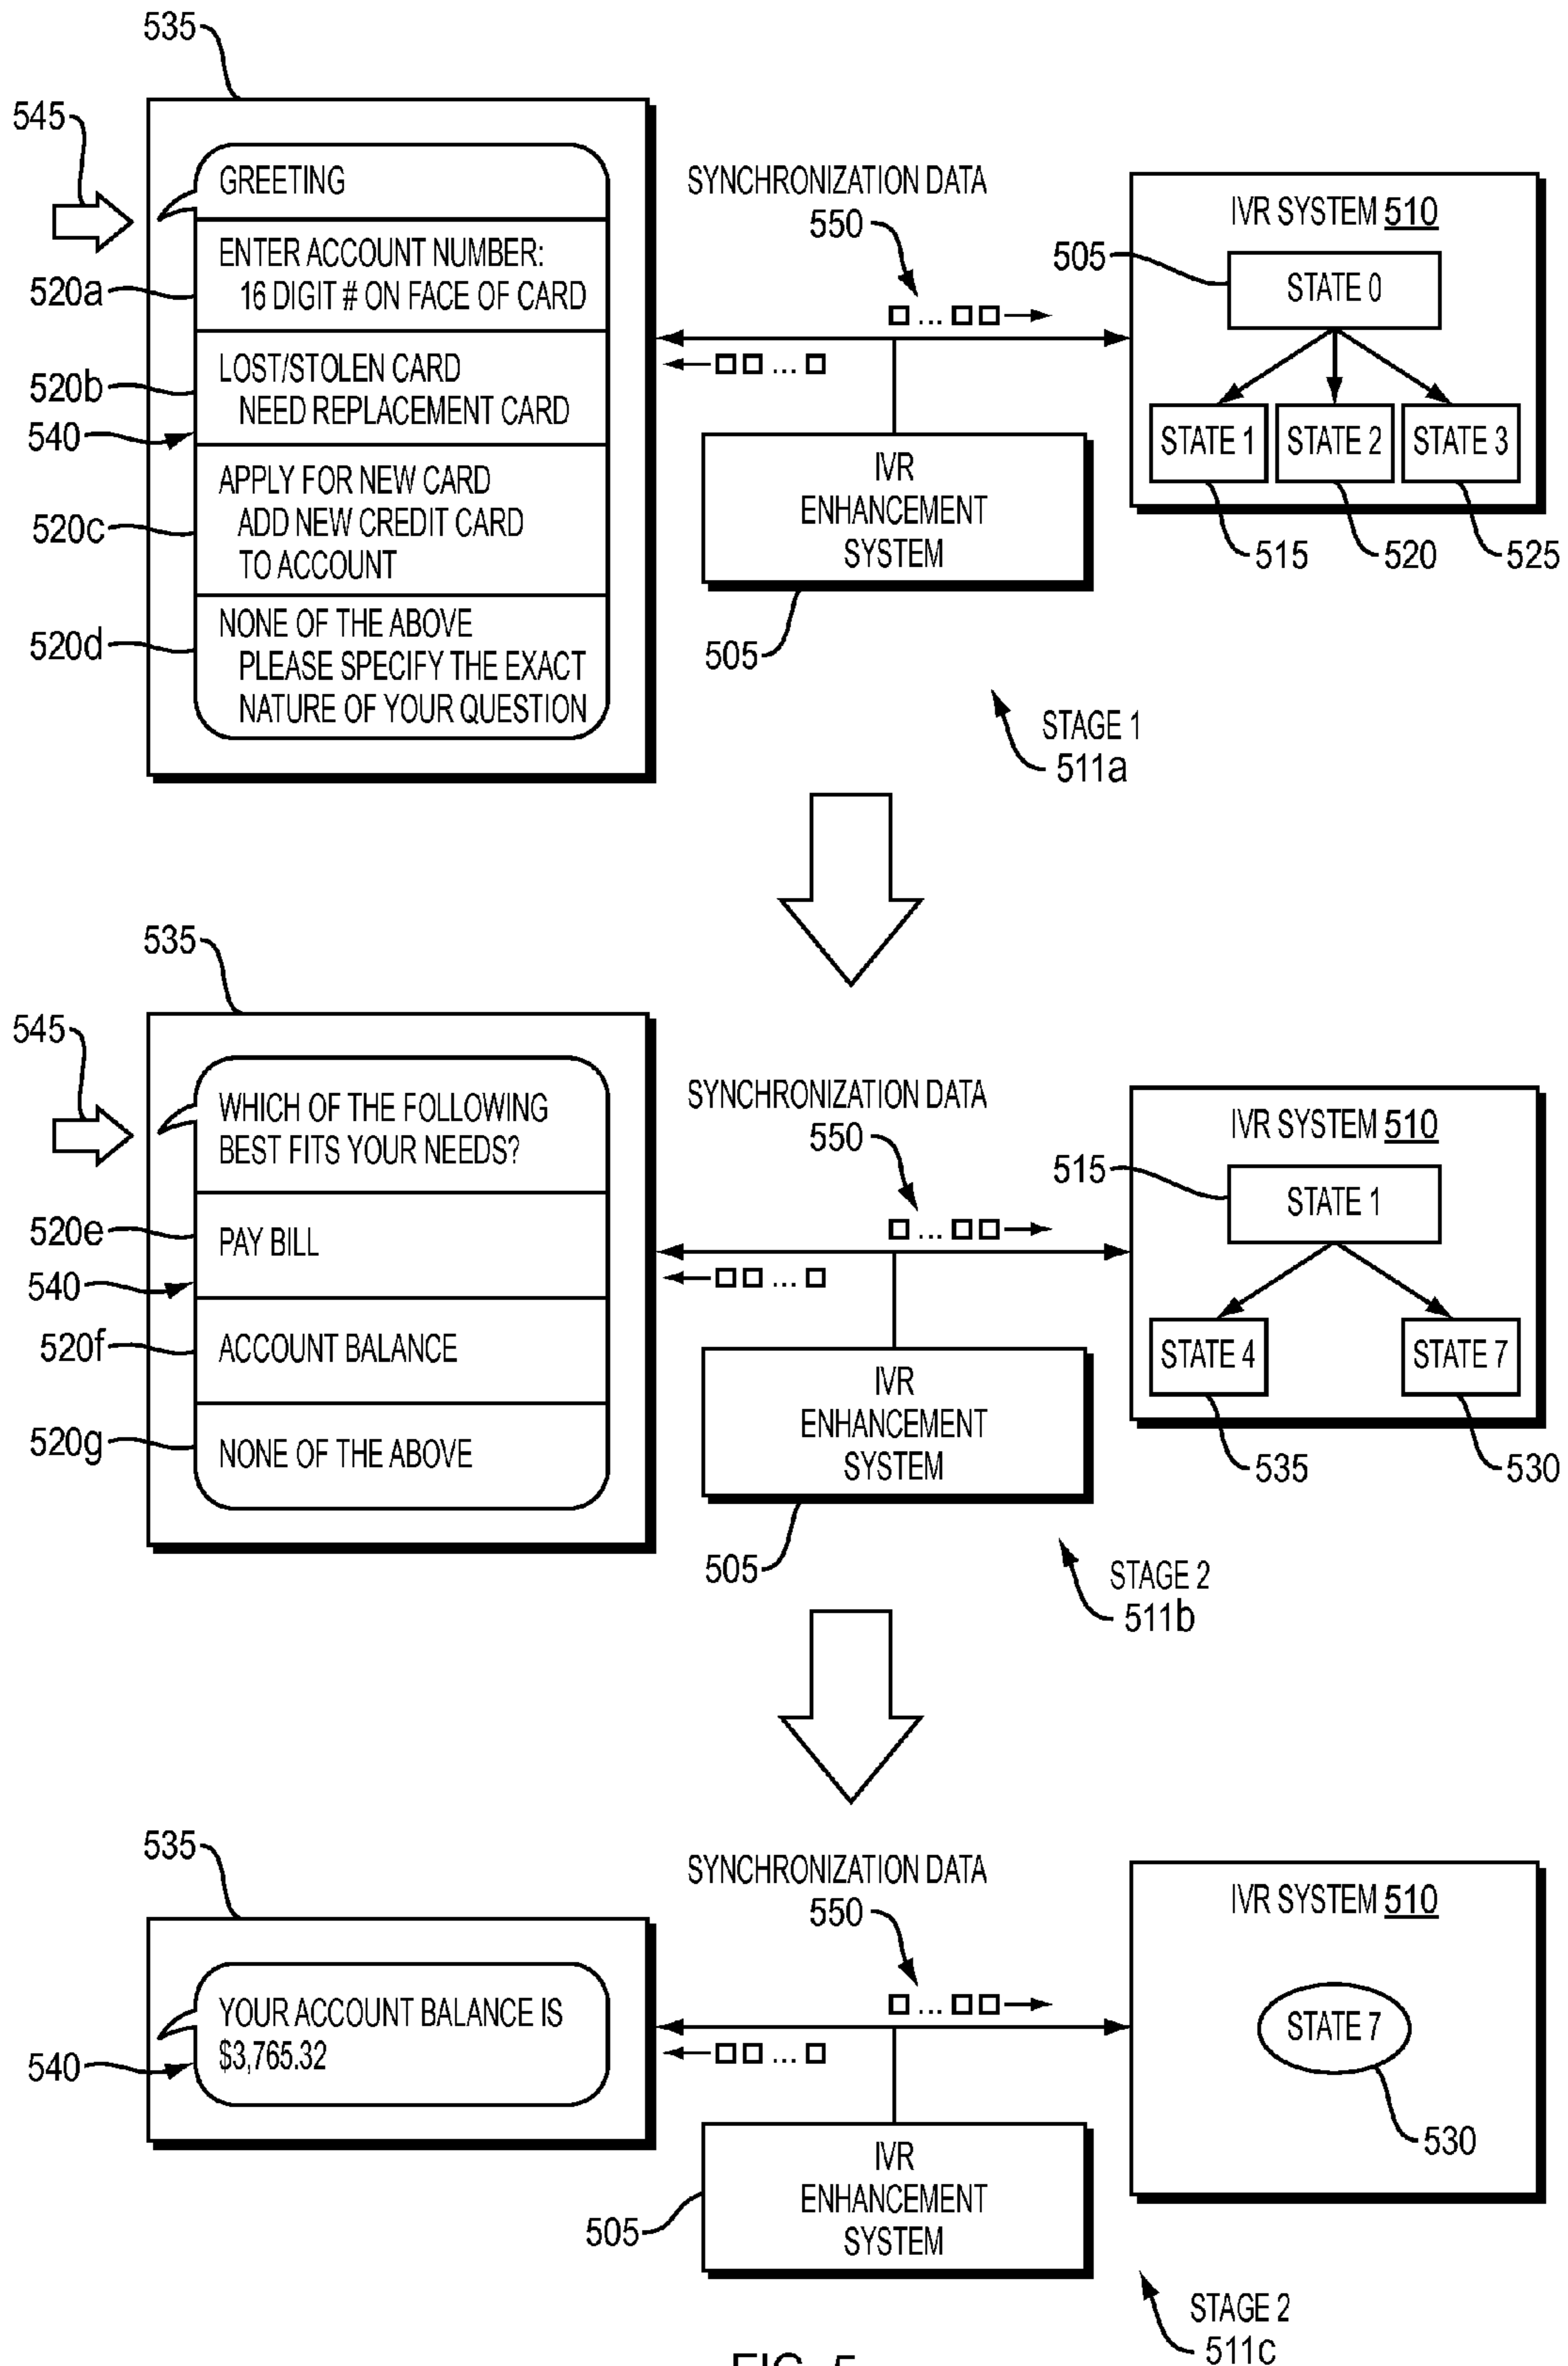 535
545
GREETING
ENTER ACCOUNT NUMBER:
16 DIGIT # ON FACE OF CARD
520a
LOST/STOLEN CARD
NEED REPLACEMENT CARD
520b
540
APPLY FOR NEW CARD
ADD NEW CREDIT CARD
TO ACCOUNT
520c
NONE OF THE ABOVE
PLEASE SPECIFY THE EXACT
NATURE OF YOUR QUESTION
520d
SYNCHRONIZATION DATA
550
...
...
IVR
ENHANCEMENT
SYSTEM
505
IVR SYSTEM 510
505
STATE 0
STATE 1 STATE 2 STATE 3
515 520 525
STAGE 1
511a
535
545
WHICH OF THE FOLLOWING
BEST FITS YOUR NEEDS?
520e
PAY BILL
540
520f
ACCOUNT BALANCE
520g
NONE OF THE ABOVE
SYNCHRONIZATION DATA
550
...
...
IVR
ENHANCEMENT
SYSTEM
505
IVR SYSTEM 510
515
STATE 1
STATE 4 STATE 7
535 530
STAGE 2
511b
535
YOUR ACCOUNT BALANCE IS
$3,765.32
540
SYNCHRONIZATION DATA
550
...
...
IVR
ENHANCEMENT
SYSTEM
505
IVR SYSTEM 510
STATE 7
530
STAGE 2
511c
FIG. 5